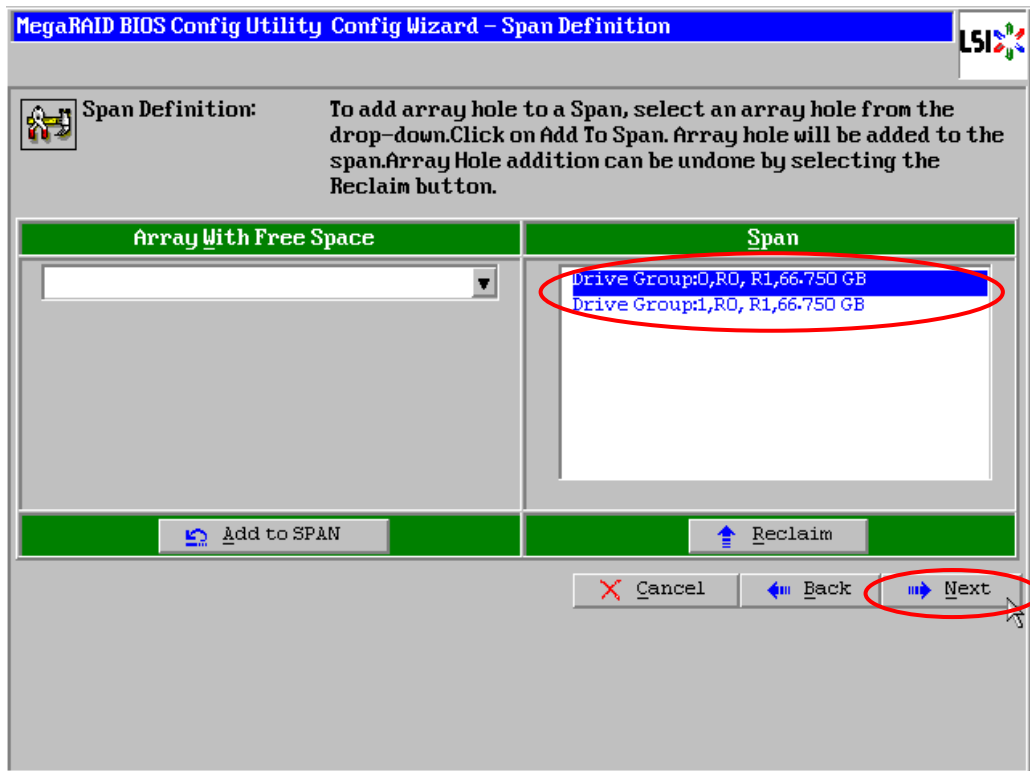 MegaRAID BIOS Config Utility Config Wizard – Span Definition
LSI
Span Definition:
To add array hole to a Span, select an array hole from the
drop-down.Click on Add To Span. Array hole will be added to the
span.Array Hole addition can be undone by selecting the
Reclaim button.
Array With Free Space
Span
Drive Group:0,R0, R1,66.750 GB
Drive Group:1,R0, R1,66.750 GB
Add to SPAN
Reclaim
Cancel
Back
Next